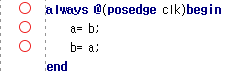 always @(posedge clk)begin
a= b;
b= a;
end